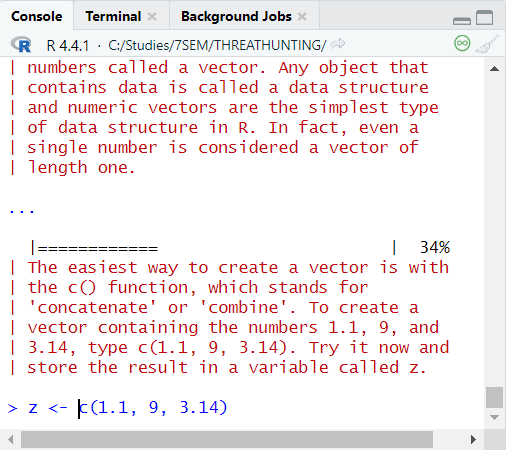 Console Terminal × Background Jobs ×
R 4.4.1 · C:/Studies/7SEM/THREATHUNTING/
| numbers called a vector. Any object that
| contains data is called a data structure
| and numeric vectors are the simplest type
| of data structure in R. In fact, even a
| single number is considered a vector of
| length one.
...
|============ | 34%
| The easiest way to create a vector is with
| the c() function, which stands for
| 'concatenate' or 'combine'. To create a
| vector containing the numbers 1.1, 9, and
| 3.14, type c(1.1, 9, 3.14). Try it now and
| store the result in a variable called z.
> z <- c(1.1, 9, 3.14)